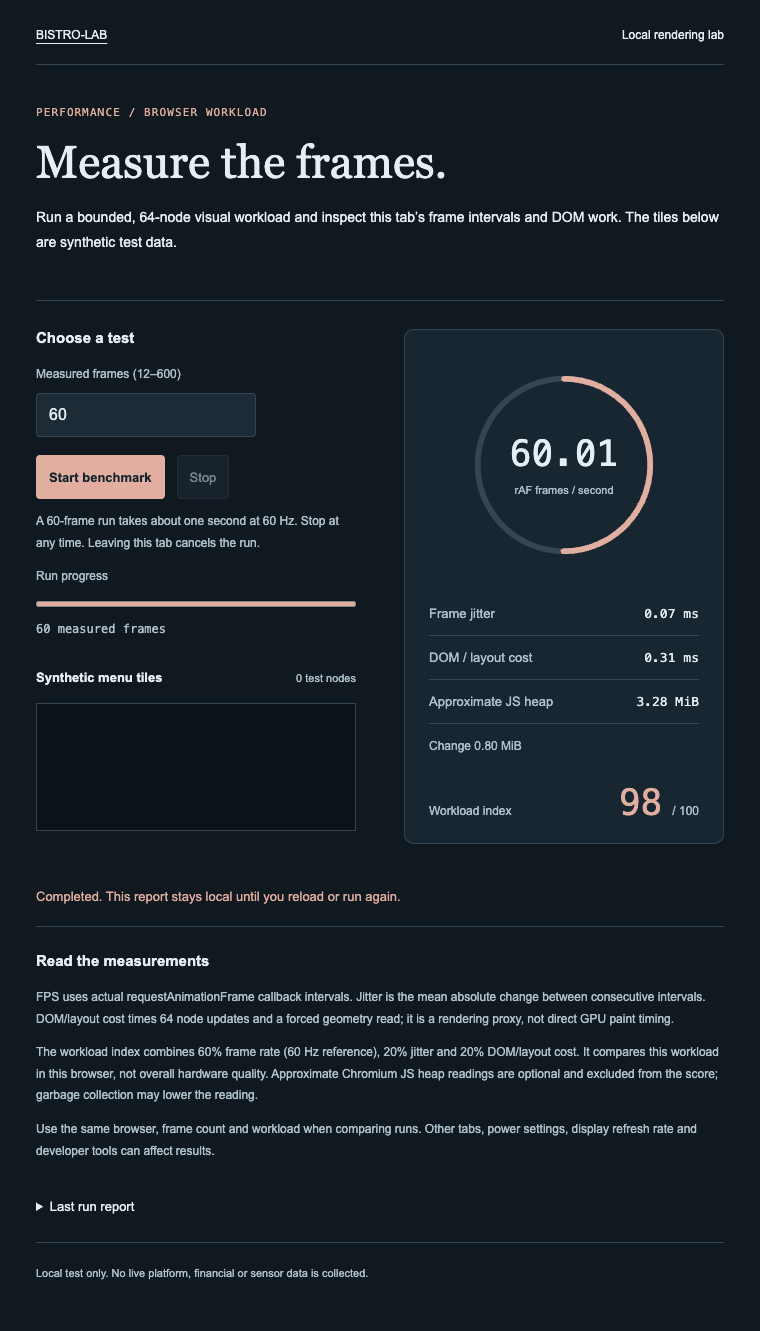 BISTRO-LAB
Local rendering lab
PERFORMANCE / BROWSER WORKLOAD
Measure the frames.
Run a bounded, 64-node visual workload and inspect this tab's frame intervals and DOM work. The tiles below
are synthetic test data.
Choose a test
Measured frames (12–600)
60
Start benchmark
Stop
A 60-frame run takes about one second at 60 Hz. Stop at
any time. Leaving this tab cancels the run.
Run progress
60 measured frames
Synthetic menu tiles
0 test nodes
60.01
rAF frames / second
Frame jitter
0.07 ms
DOM / layout cost
0.31 ms
Approximate JS heap
3.28 MiB
Change 0.80 MiB
Workload index
98 / 100
Completed. This report stays local until you reload or run again.
Read the measurements
FPS uses actual requestAnimationFrame callback intervals. Jitter is the mean absolute change between consecutive intervals.
DOM/layout cost times 64 node updates and a forced geometry read; it is a rendering proxy, not direct GPU paint timing.
The workload index combines 60% frame rate (60 Hz reference), 20% jitter and 20% DOM/layout cost. It compares this workload
in this browser, not overall hardware quality. Approximate Chromium JS heap readings are optional and excluded from the score;
garbage collection may lower the reading.
Use the same browser, frame count and workload when comparing runs. Other tabs, power settings, display refresh rate and
developer tools can affect results.
Last run report
Local test only. No live platform, financial or sensor data is collected.